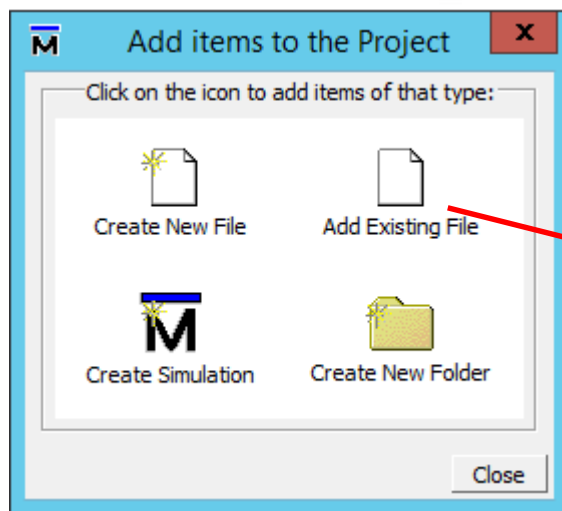 Add items to the Project
Click on the icon to add items of that type:
Create New File
Add Existing File
Create Simulation
Create New Folder
Close